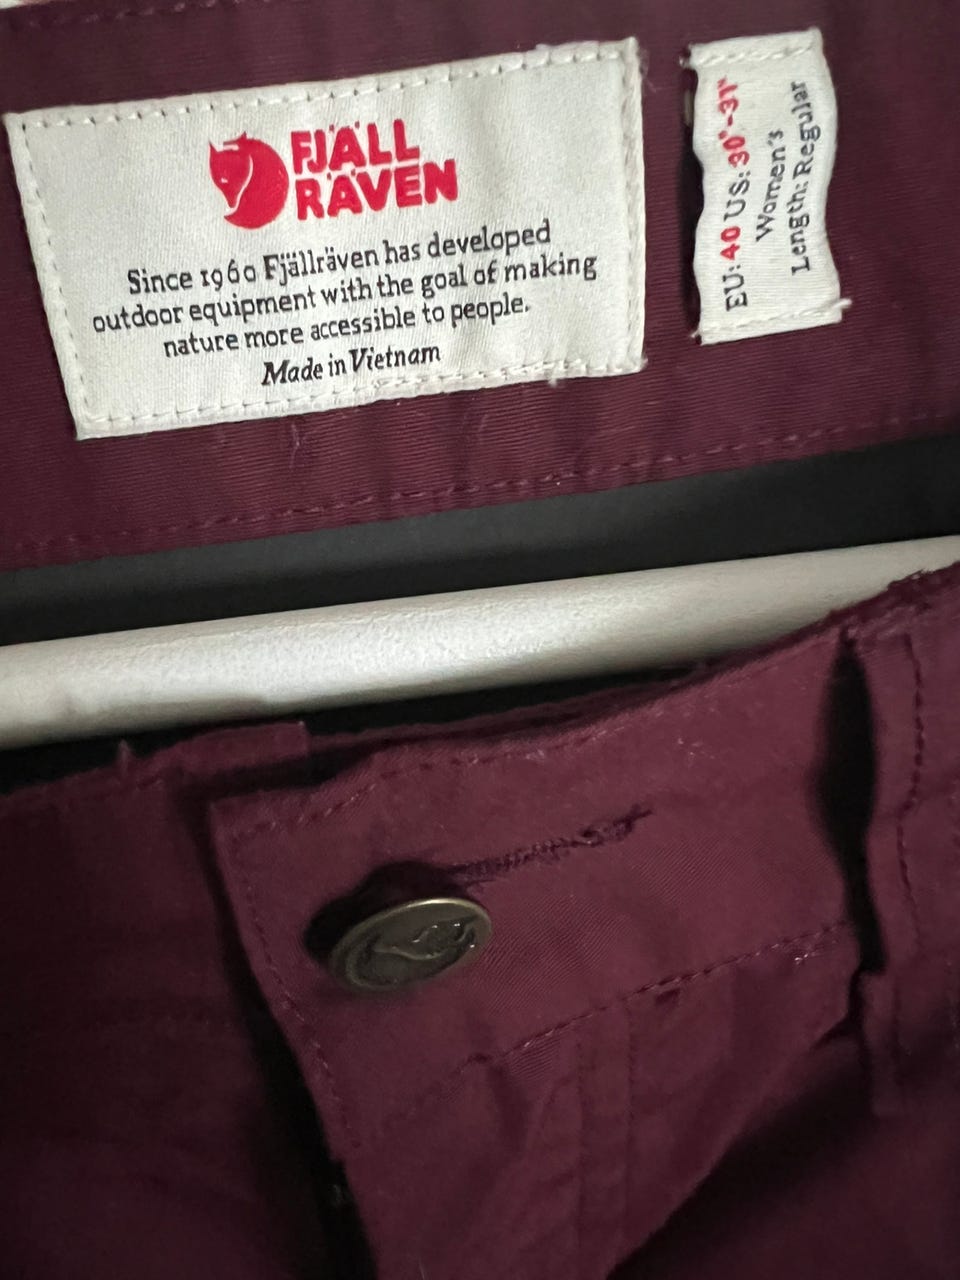 FJÄLL
RÄVEN
Since 1960 Fjällräven has developed
outdoor equipment with the goal of making
nature more accessible to people.
Made in Vietnam
EU: 40 US: 30"-31"
Women's
Length: Regular